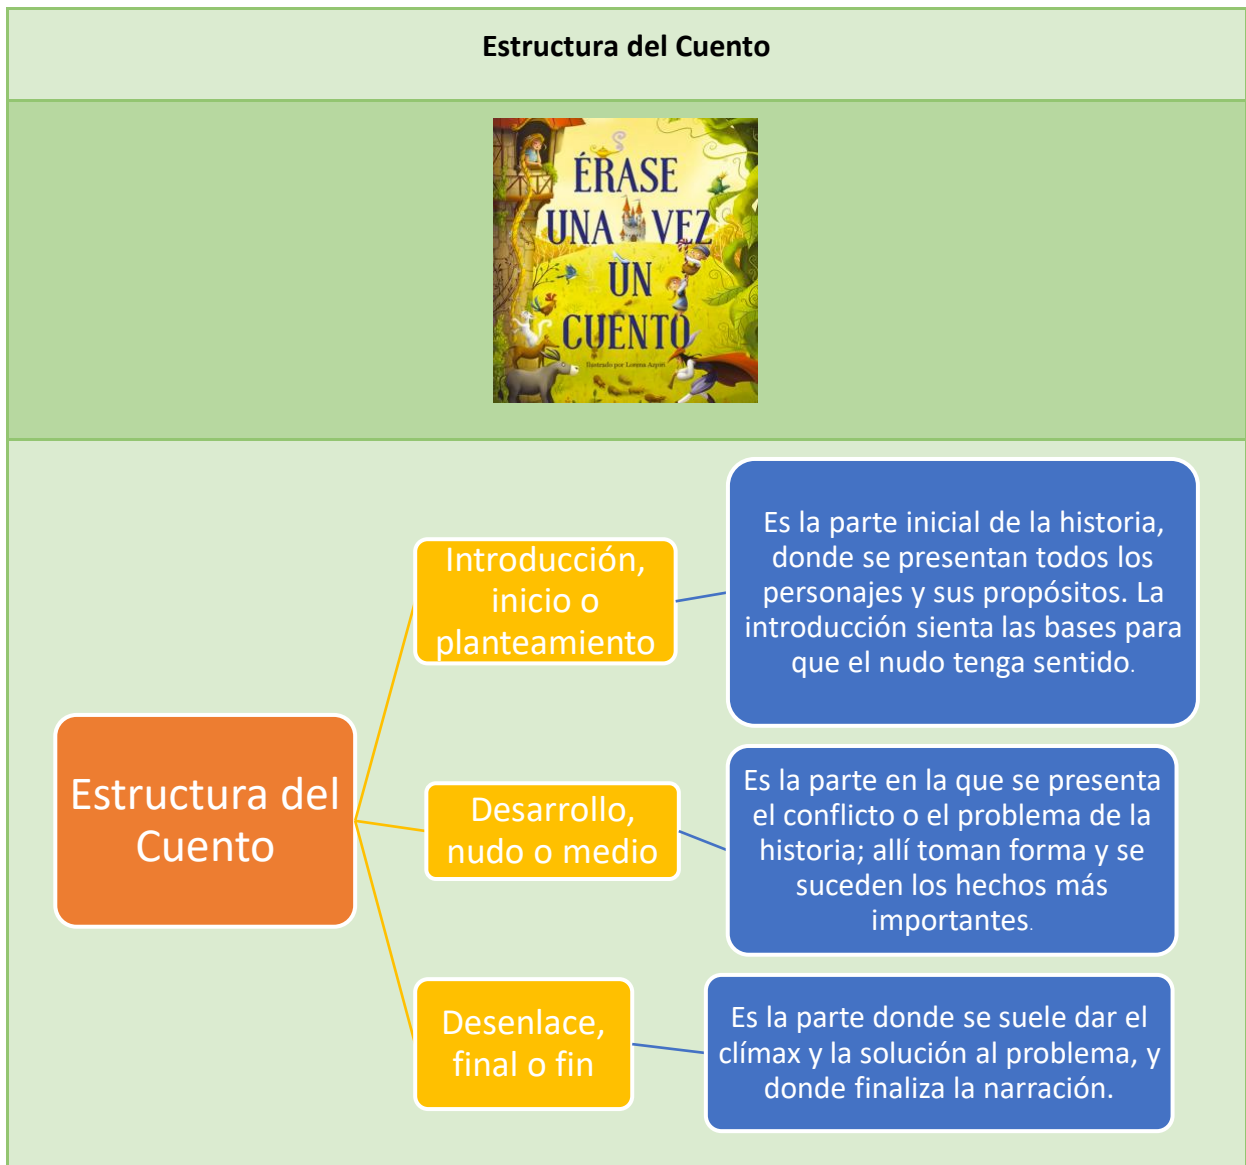 Estructura del Cuento
ÉRASE
UNA VEZ
UN
CUENTO
Ilustrado por Lorena
Introducción,
inicio o
planteamiento
Es la parte inicial de la historia,
donde se presentan todos los
personajes y sus propósitos. La
introducción sienta las bases para
que el nudo tenga sentido.
Estructura del
Cuento
Desarrollo,
nudo o medio
Es la parte en la que se presenta
el conflicto o el problema de la
historia; allí toman forma y se
suceden los hechos más
importantes.
Desenlace,
final o fin
Es la parte donde se suele dar el
clímax y la solución al problema, y
donde finaliza la narración.